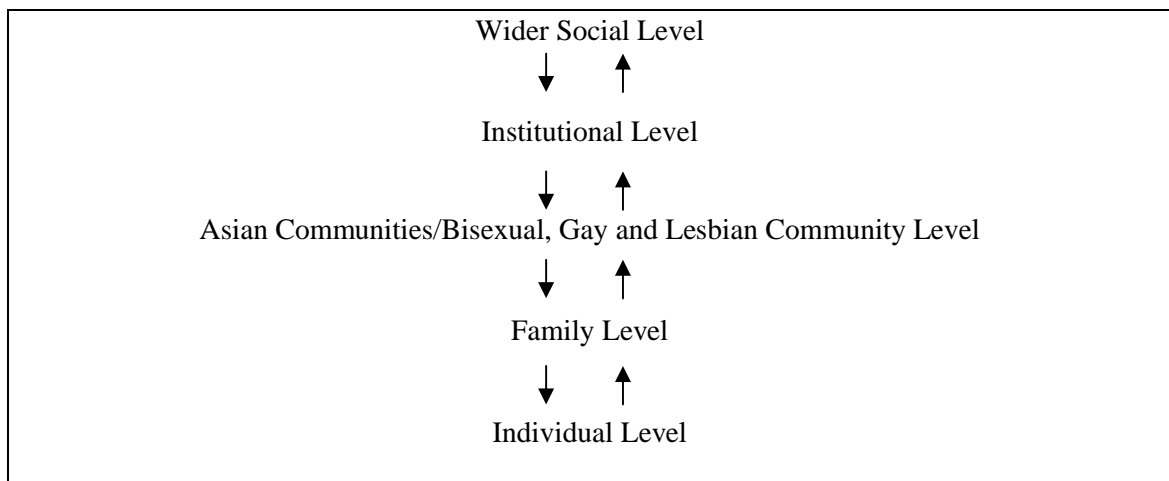 Wider Social Level
Institutional Level
Asian Communities/Bisexual, Gay and Lesbian Community Level
Family Level
Individual Level